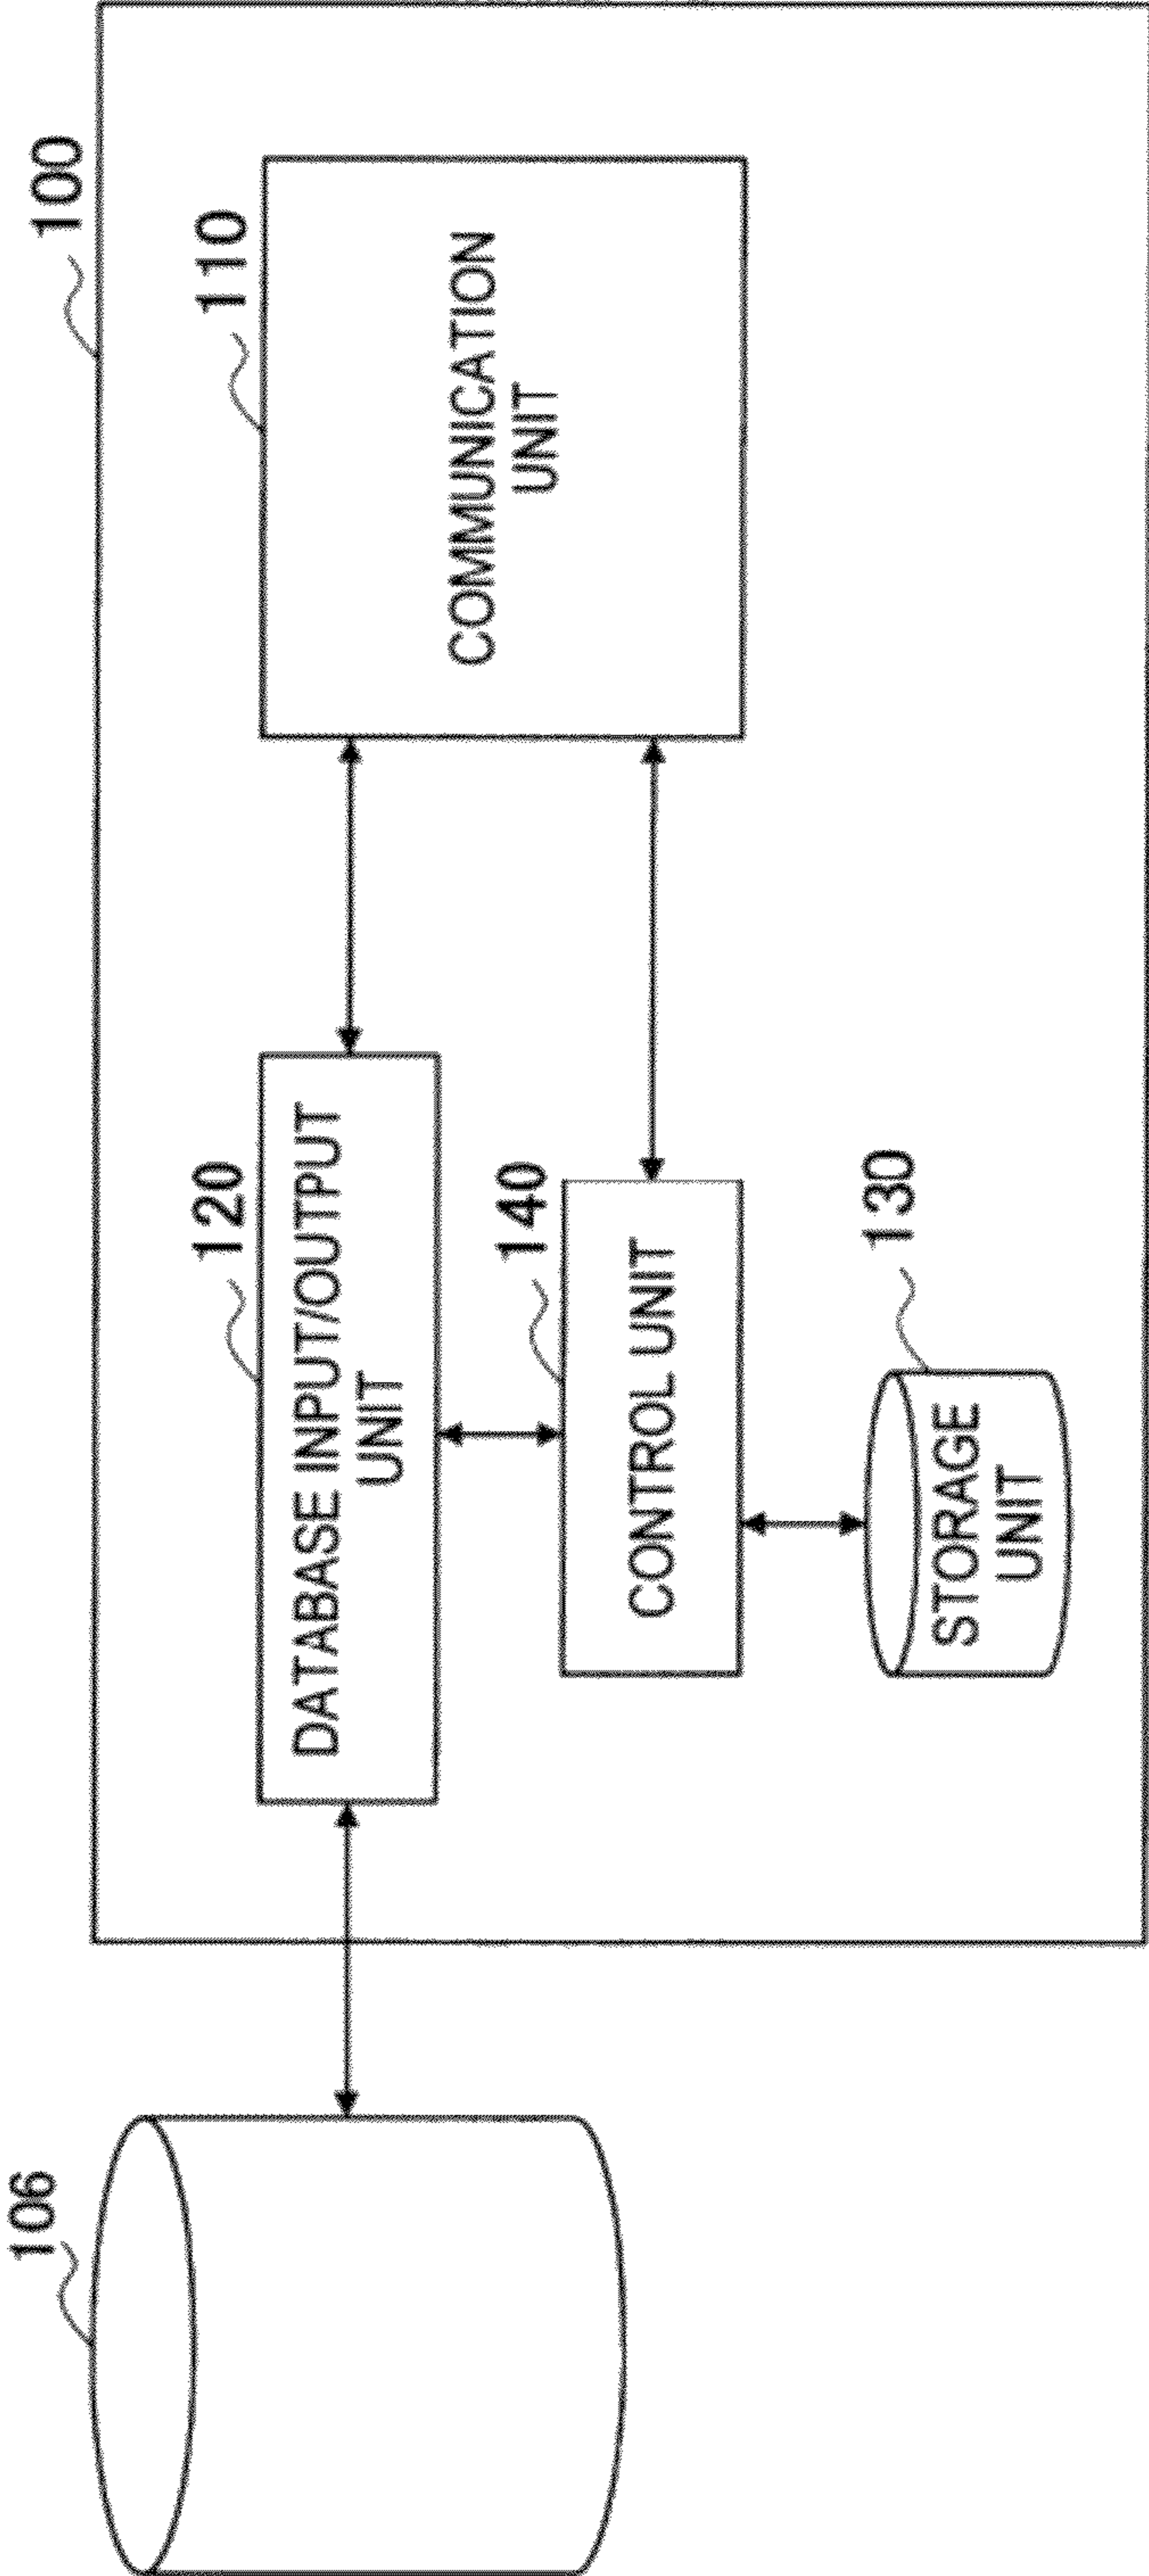 106
100
120
DATABASE INPUT/OUTPUT
UNIT
110
COMMUNICATION
UNIT
140
CONTROL UNIT
130
STORAGE
UNIT